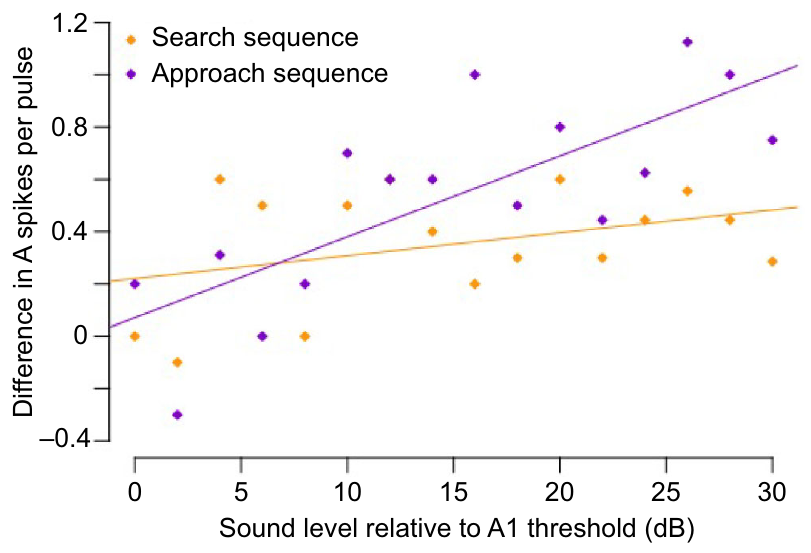 1.2
Search sequence
Approach sequence
0.8
0.4
0
–0.4
Difference in A spikes per pulse
0 5 10 15 20 25 30
Sound level relative to A1 threshold (dB)